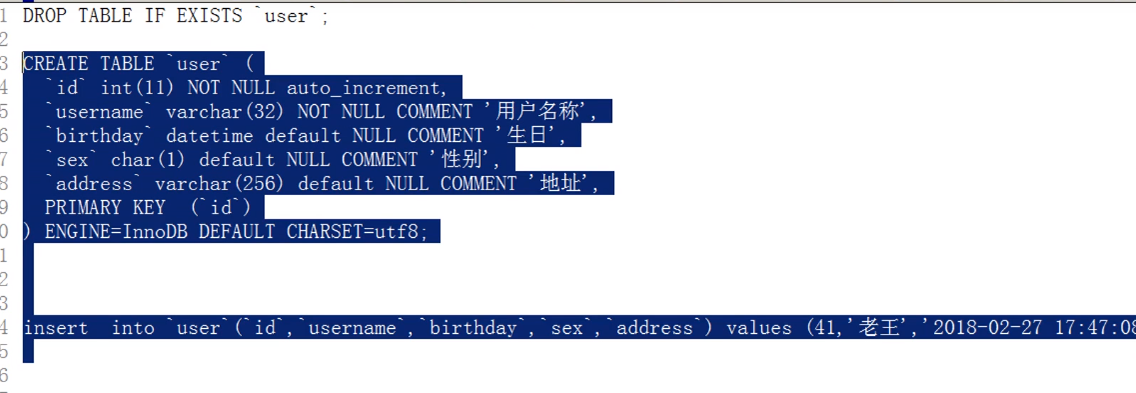 1 DROP TABLE IF EXISTS `user`;
2
3 CREATE TABLE `user` (
4 `id` int(11) NOT NULL auto_increment,
5 `username` varchar(32) NOT NULL COMMENT '用户名称',
6 `birthday` datetime default NULL COMMENT '生日',
7 `sex` char(1) default NULL COMMENT '性别',
8 `address` varchar(256) default NULL COMMENT '地址',
9 PRIMARY KEY (`id`)
0 ) ENGINE=InnoDB DEFAULT CHARSET=utf8;
1
2
3
4 insert into `user`(`id`,`username`,`birthday`,`sex`,`address`) values (41,'老王','2018-02-27 17:47:08
5
6